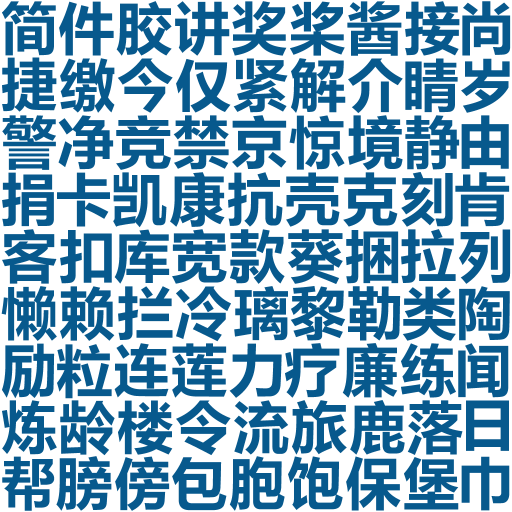 简件胶讲奖桨酱接尚
捷缴今仅紧解介睛岁
警净竞禁京惊境静由
捐卡凯康抗壳克刻肯
客扣库宽款葵捆拉列
懒赖拦冷璃黎勒类陶
励粒连莲力疗廉练闻
炼龄楼令流旅鹿落日
帮膀傍包胞饱保堡巾